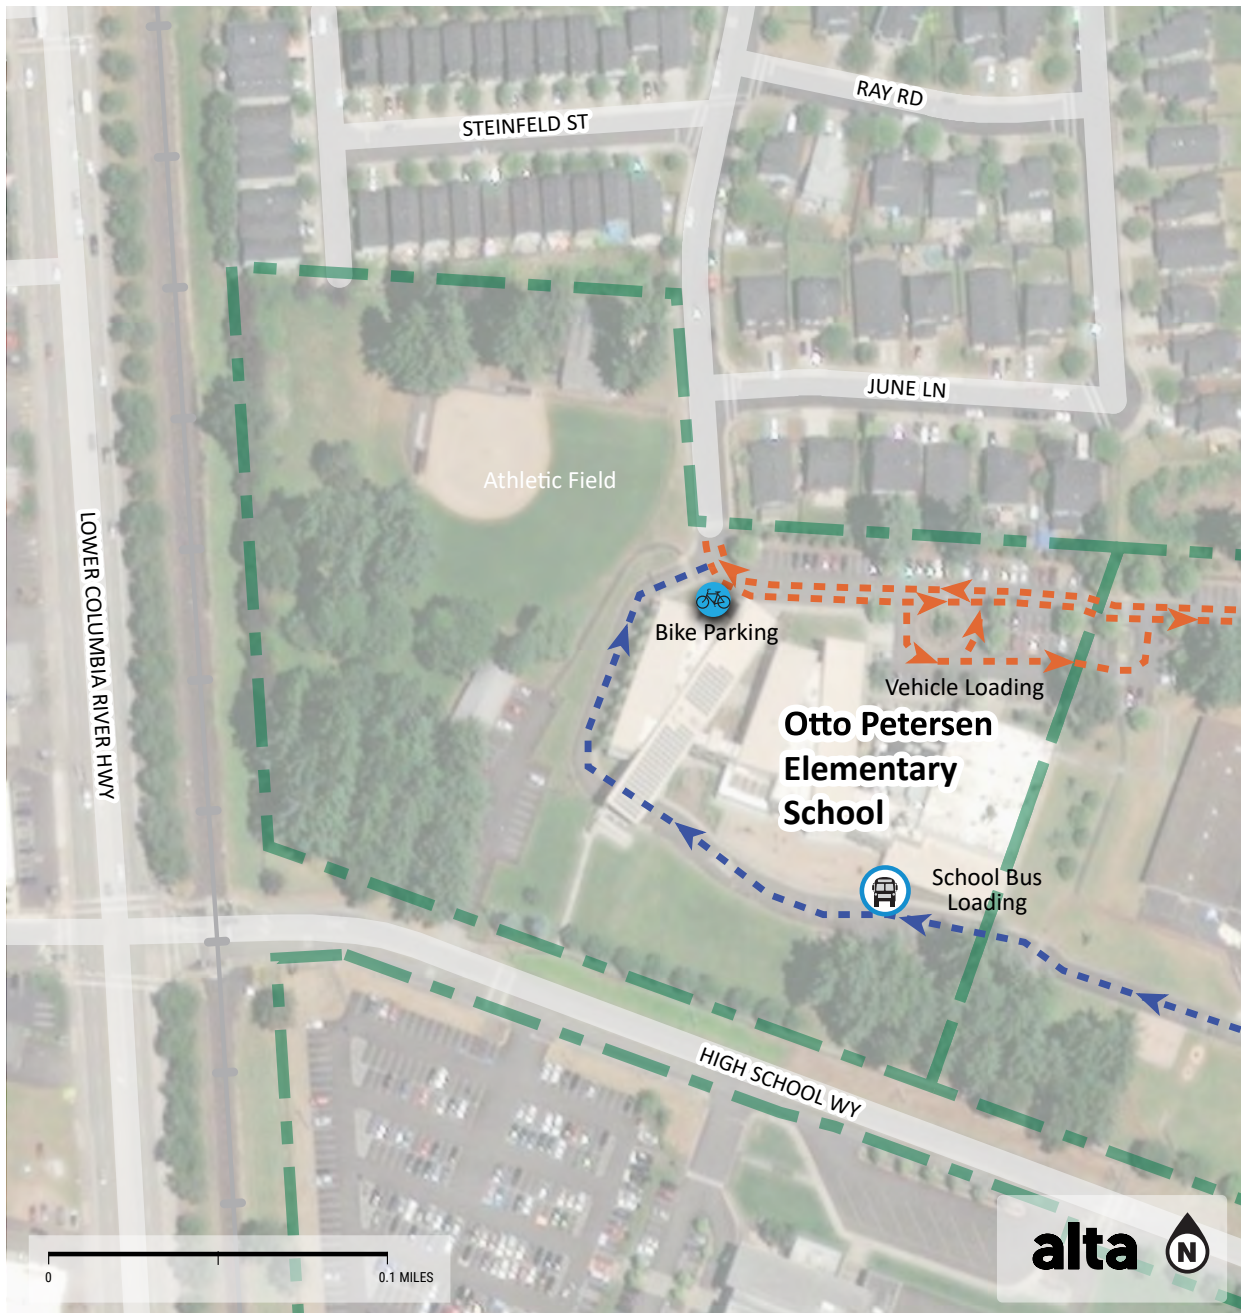 RAY RD
STEINFELD ST
JUNE LN
Athletic Field
LOWER COLUMBIA RIVER HWY
Bike Parking
Vehicle Loading
Otto Petersen
Elementary
School
School Bus
Loading
HIGH SCHOOL WY
alta
N
0
0.1 MILES